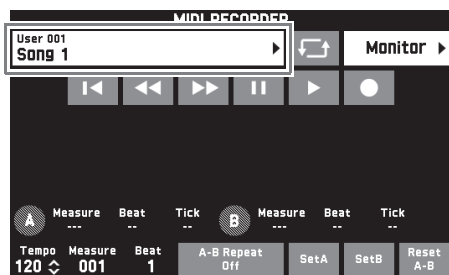 MIDI RECORDER
User 001
Song 1
Monitor
A Measure Beat Tick B Measure Beat Tick
--- -- -- --- -- --
Tempo Measure Beat A-B Repeat SetA SetB Reset
120 001 1 Off A-B